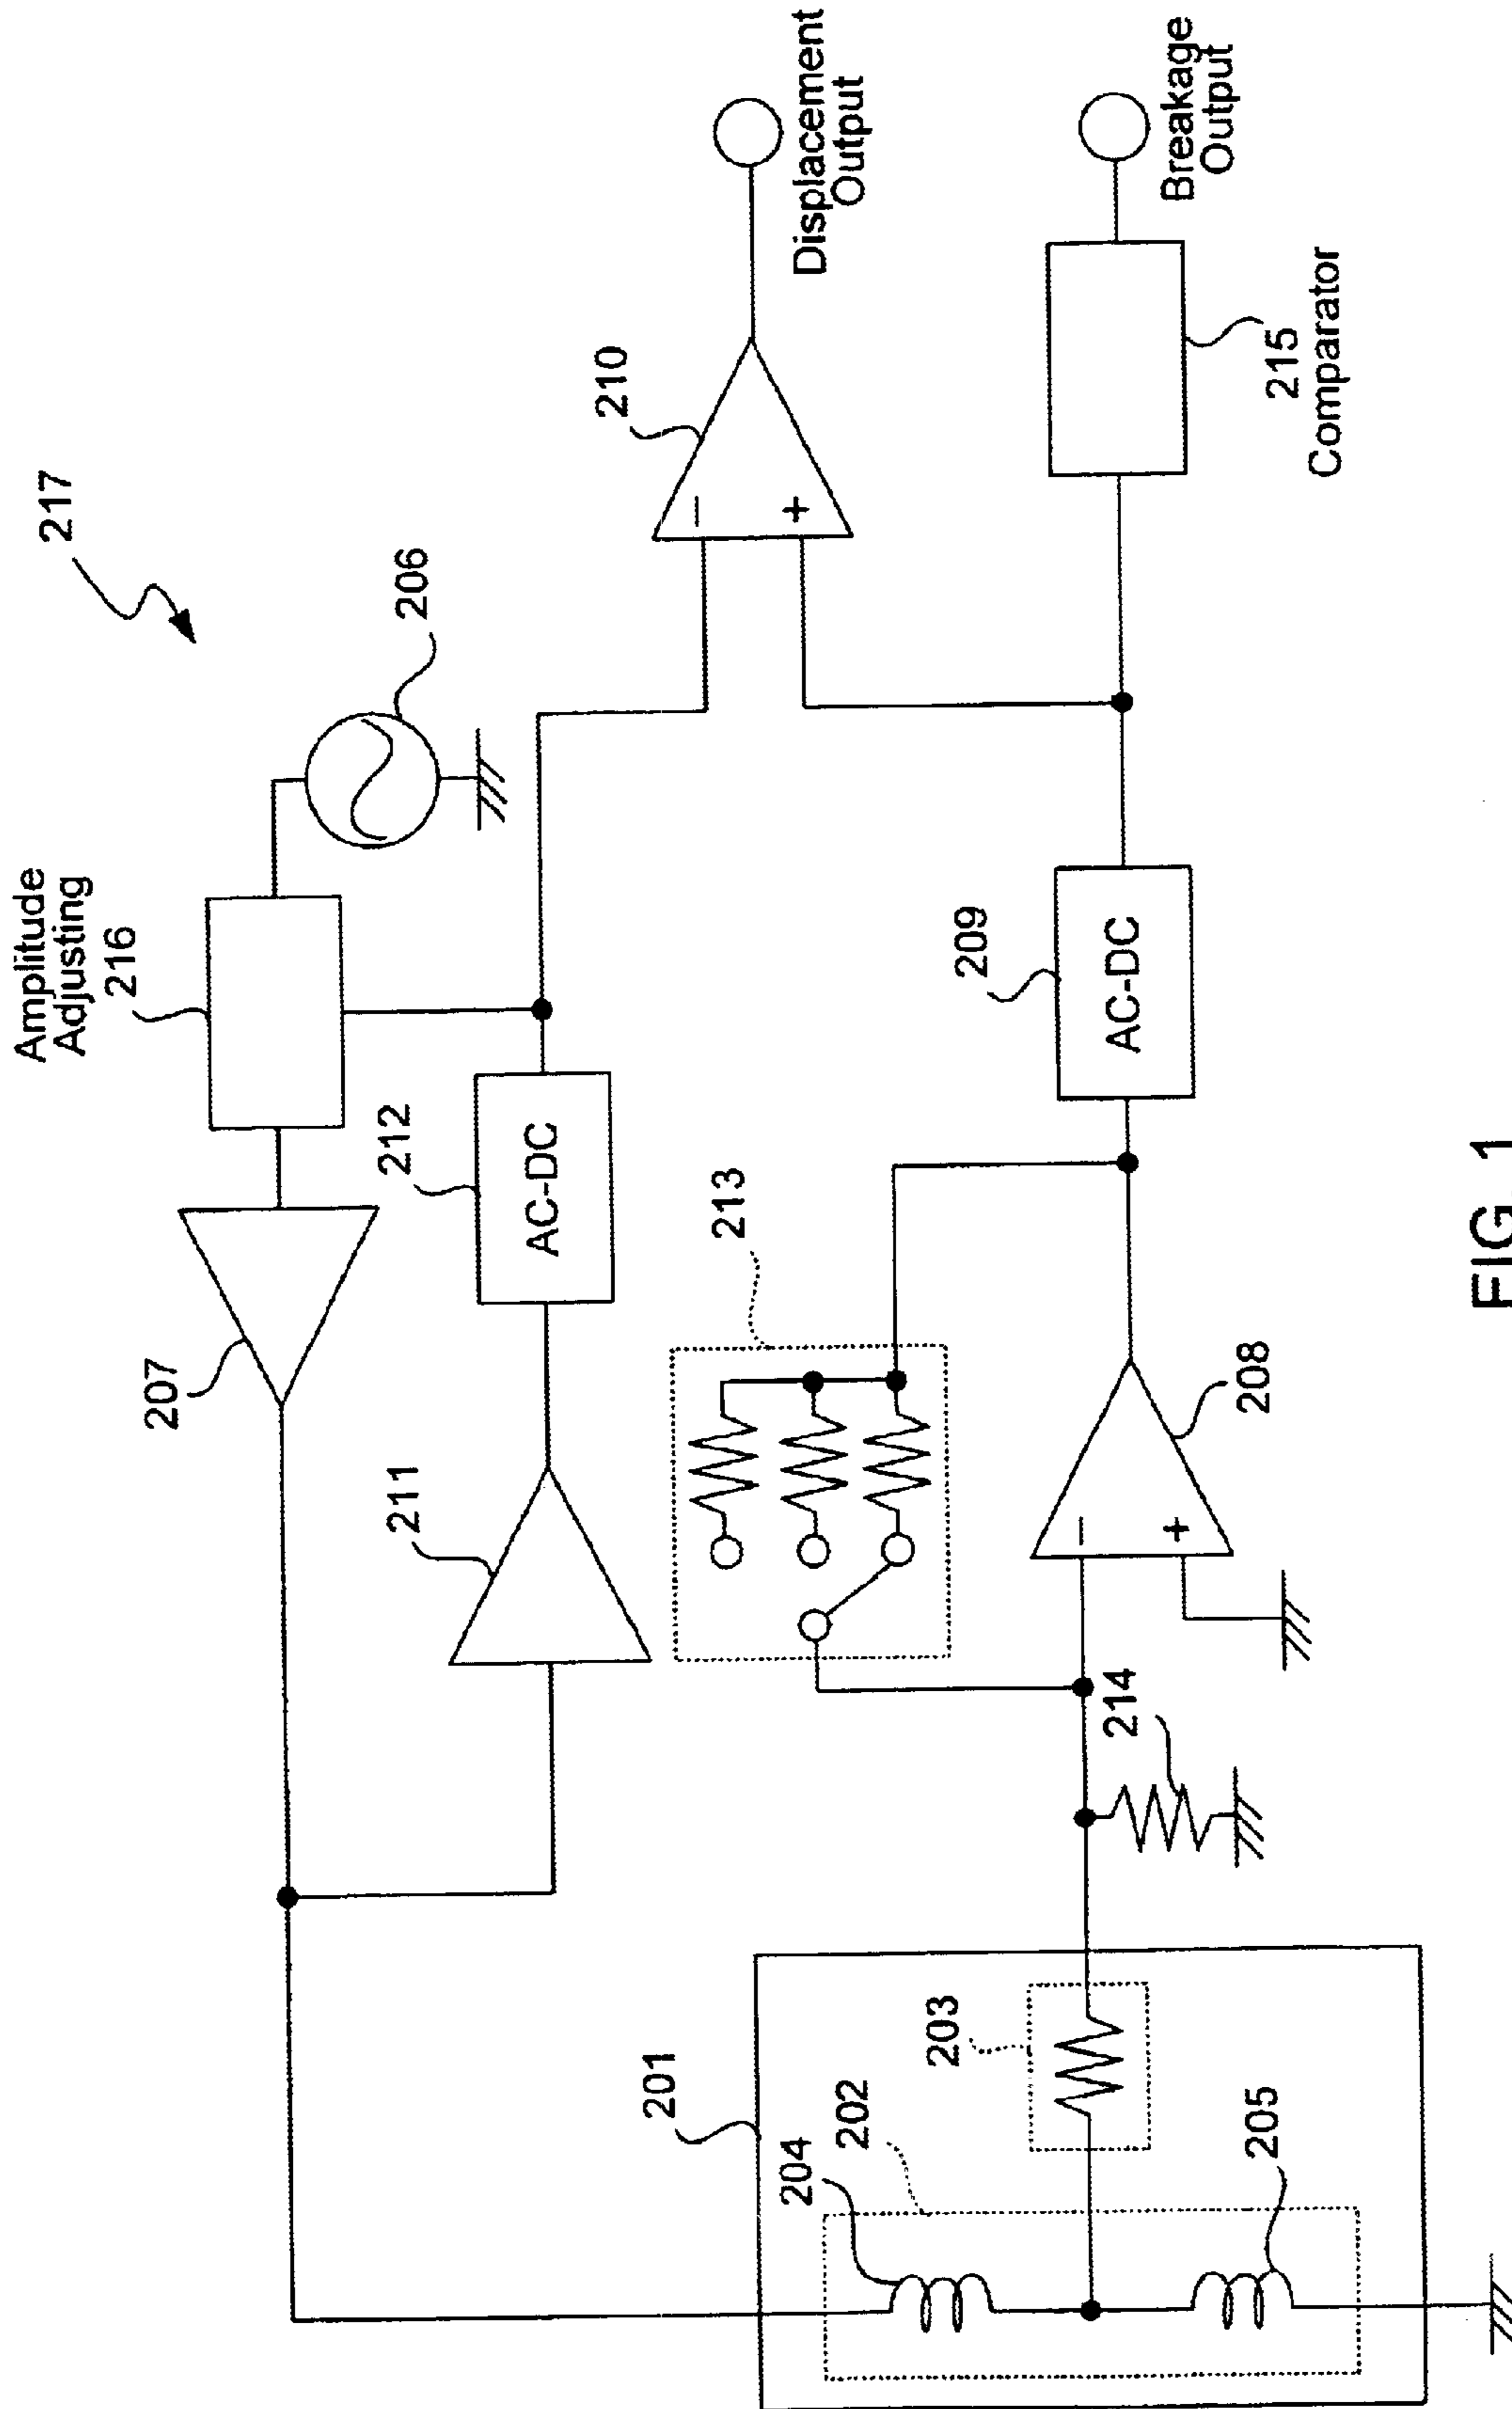 217
Amplitude
Adjusting
216
206
207
212
AC-DC
211
210
−
+
Displacement
Output
213
209
AC-DC
208
−
+
214
215
Comparator
Breakage
Output
201
202
203
204
205
FIG. 1